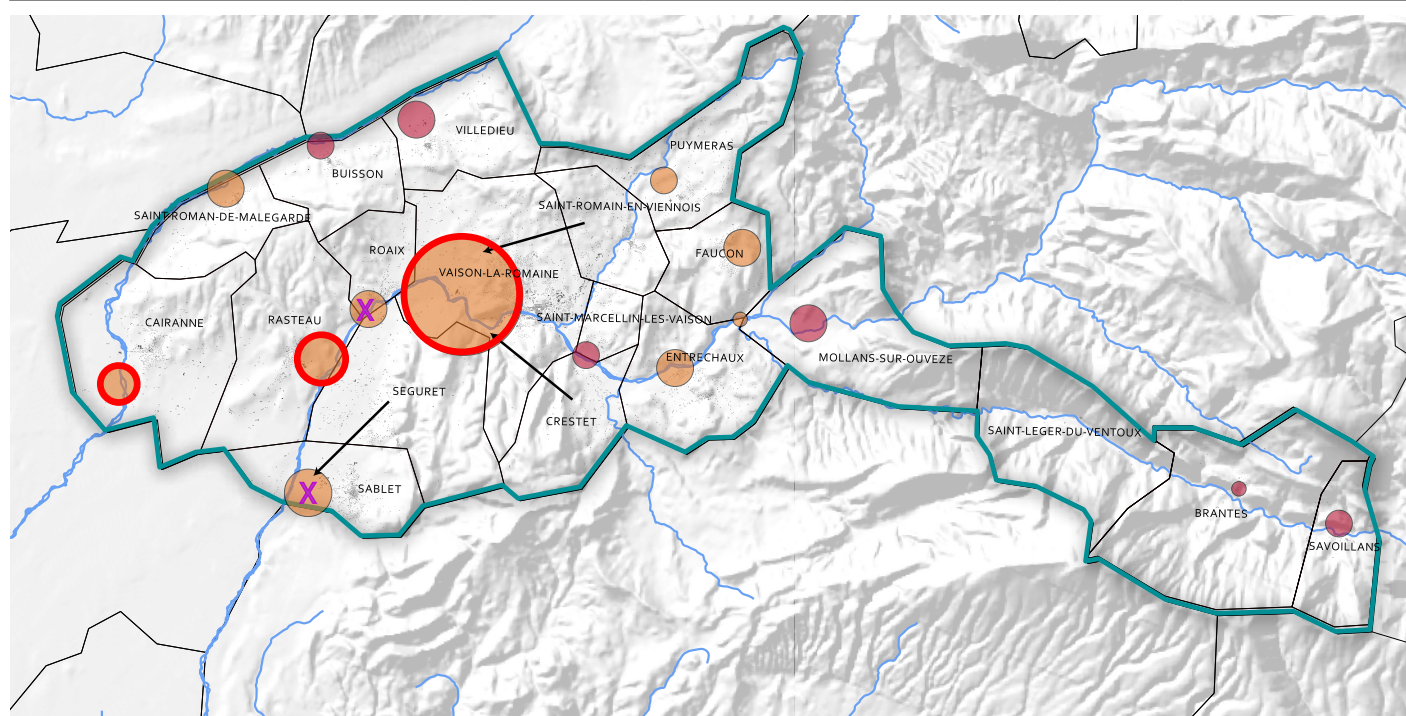 VILLEDIEU
PUYMERAS
BUISSON
SAINT-ROMAIN-EN-VIENNOIS
SAINT-ROMAN-DE-MALEGARDE
ROAIX
FAUCON
VAISON-LA-ROMAINE
X
CAIRANNE
RASTEAU
SAINT-MARCELLIN-LES-VAISON
ENTRECHAUX
MOLLANS-SUR-OUVEZE
SEGURET
CRESTET
SAINT-LEGER-DU-VENTOUX
X
SABLET
BRANTES
SAVOILLANS